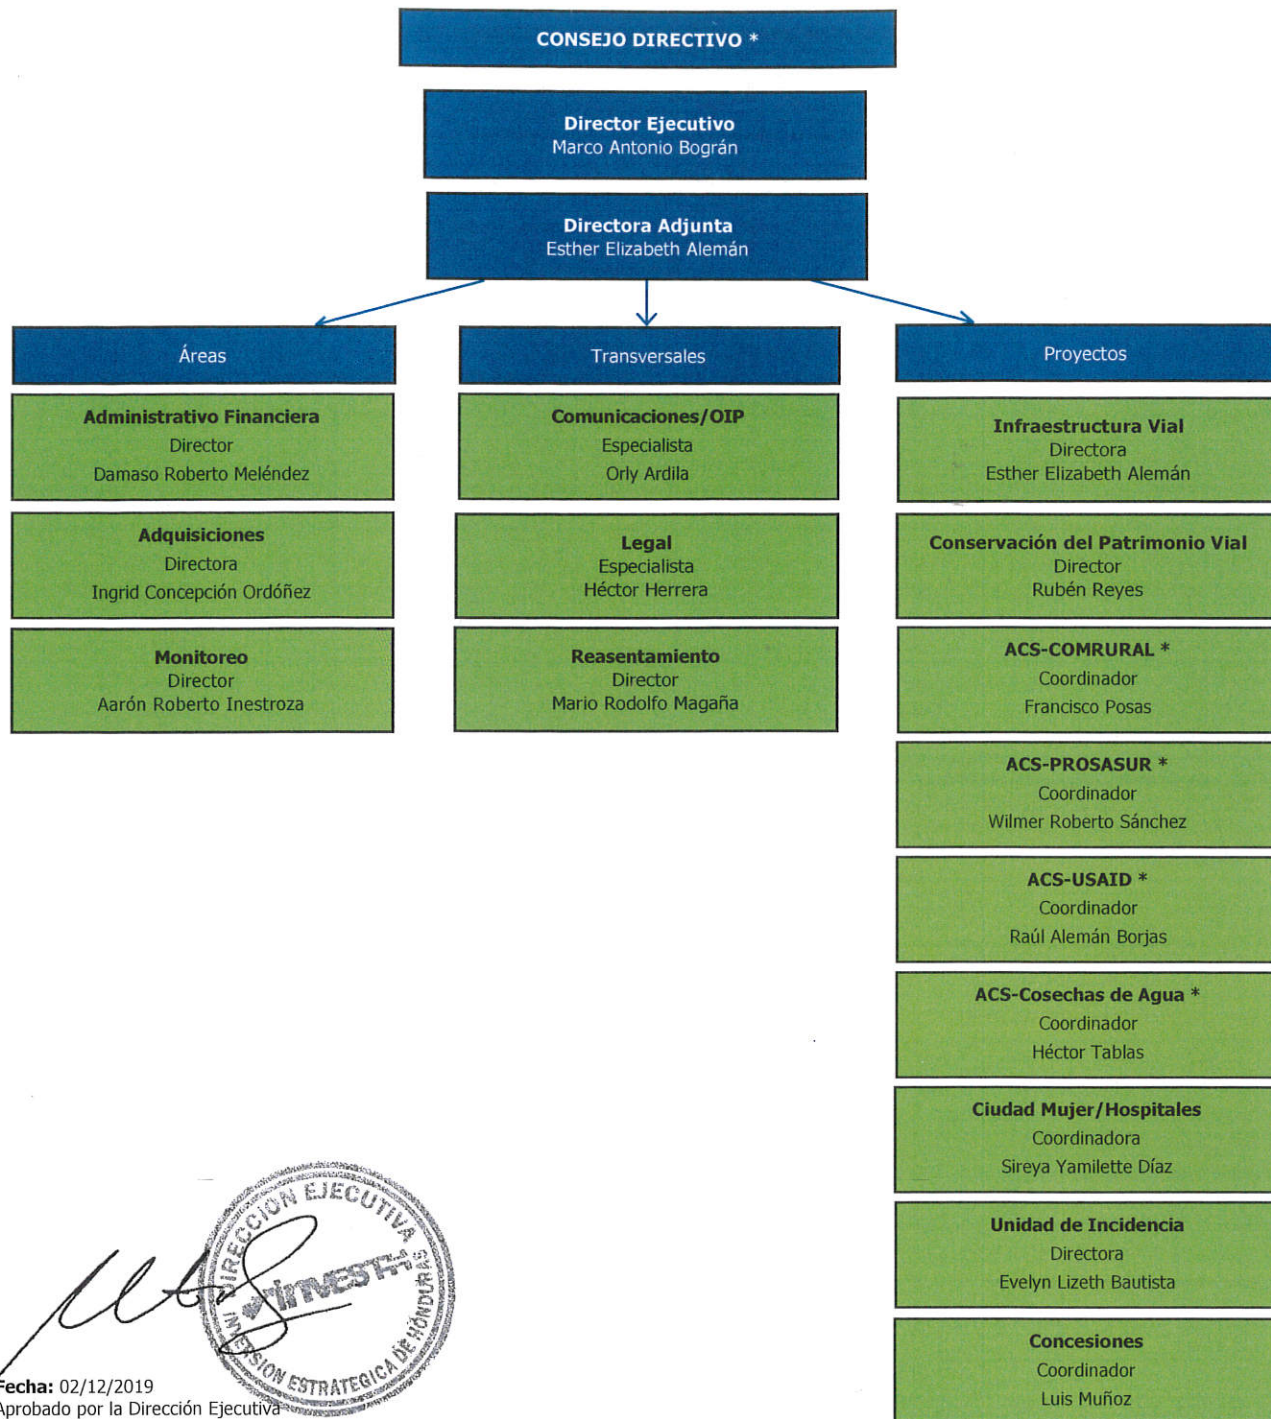 CONSEJO DIRECTIVO *
Director Ejecutivo
Marco Antonio Bográn
Directora Adjunta
Esther Elizabeth Alemán
Áreas
Administrativo Financiera
Director
Damaso Roberto Meléndez
Adquisiciones
Directora
Ingrid Concepción Ordóñez
Monitoreo
Director
Aarón Roberto Inestroza
Transversales
Comunicaciones/OIP
Especialista
Orly Ardila
Legal
Especialista
Héctor Herrera
Reasentamiento
Director
Mario Rodolfo Magaña
Proyectos
Infraestructura Vial
Directora
Esther Elizabeth Alemán
Conservación del Patrimonio Vial
Director
Rubén Reyes
ACS-COMRURAL *
Coordinador
Francisco Posas
ACS-PROSASUR *
Coordinador
Wilmer Roberto Sánchez
ACS-USAID *
Coordinador
Raúl Alemán Borjas
ACS-Cosechas de Agua *
Coordinador
Héctor Tablas
Ciudad Mujer/Hospitales
Coordinadora
Sireya Yamilette Díaz
Unidad de Incidencia
Directora
Evelyn Lizeth Bautista
Concesiones
Coordinador
Luis Muñoz
DIRECCION EJECUTIVA
INVEST-H
INVERSION ESTRATEGICA DE HONDURAS
Fecha: 02/12/2019
Aprobado por la Dirección Ejecutiva